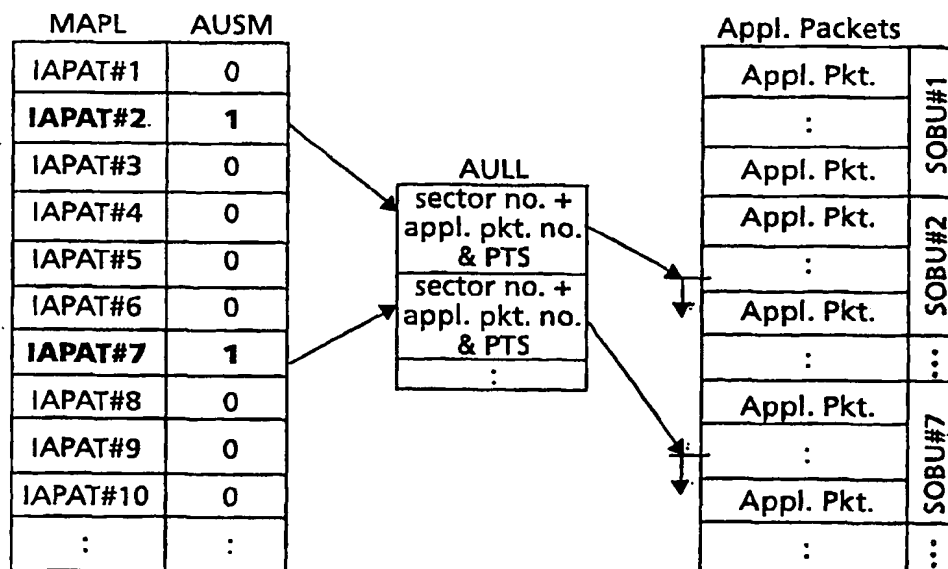 MAPL AUSM
IAPAT#1 0
IAPAT#2. 1
IAPAT#3 0
IAPAT#4 0
IAPAT#5 0
IAPAT#6 0
IAPAT#7 1
IAPAT#8 0
IAPAT#9 0
IAPAT#10 0
: :
AULL
sector no. +
appl. pkt. no.
& PTS
sector no. +
appl. pkt. no.
& PTS
:
Appl. Packets
Appl. Pkt.
:
Appl. Pkt.
SOBU#1
Appl. Pkt.
:
Appl. Pkt.
SOBU#2
:
...
Appl. Pkt.
:
Appl. Pkt.
SOBU#7
:
...